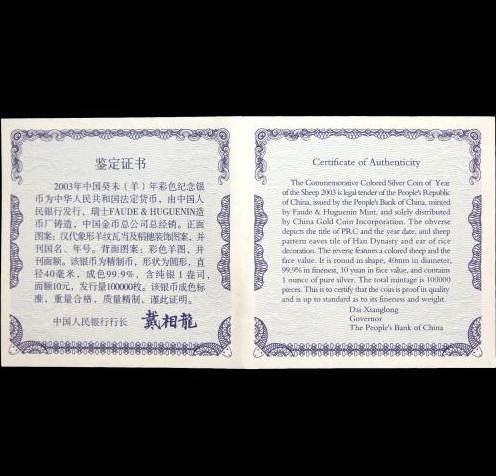 鉴定证书
2003年中国癸未（羊）年彩色纪念银
币为中华人民共和国法定货币，由中国人
民银行发行，瑞士FAUDE & HUGUENIN造
币厂铸造，中国金币总公司总经销。正面
图案：汉代象形羊纹瓦当及稻穗装饰图案，并
刊国名、年号。背面图案：彩色羊图，并
刊面额。该银币为精制币，形状为圆形，直
径40毫米，成色99.9%，含纯银1盎司，
面额10元，发行量100000枚。该银币成色标
准，重量合格，质量精制，谨此证明。
中国人民银行行长 戴相龍
Certificate of Authenticity
The Commemorative Colored Silver Coin of Year
of the Sheep 2003 is legal tender of the People's Republic
of China, issued by the People's Bank of China, minted
by Faude & Huguenin Mint, and solely distributed
by China Gold Coin Incorporation. The obverse
depicts the title of PRC and the year date, and sheep
pattern eaves tile of Han Dynasty and ear of rice
decoration. The reverse features a colored sheep and the
face value. It is round in shape, 40mm in diameter,
99.9% in fineness, 10 yuan in face value, and contains
1 ounce of pure silver. The total mintage is 100000
pieces. This is to certify that the coin is proof in quality
and is up to standard as to its fineness and weight.
Dai Xianglong
Governor
The People's Bank of China